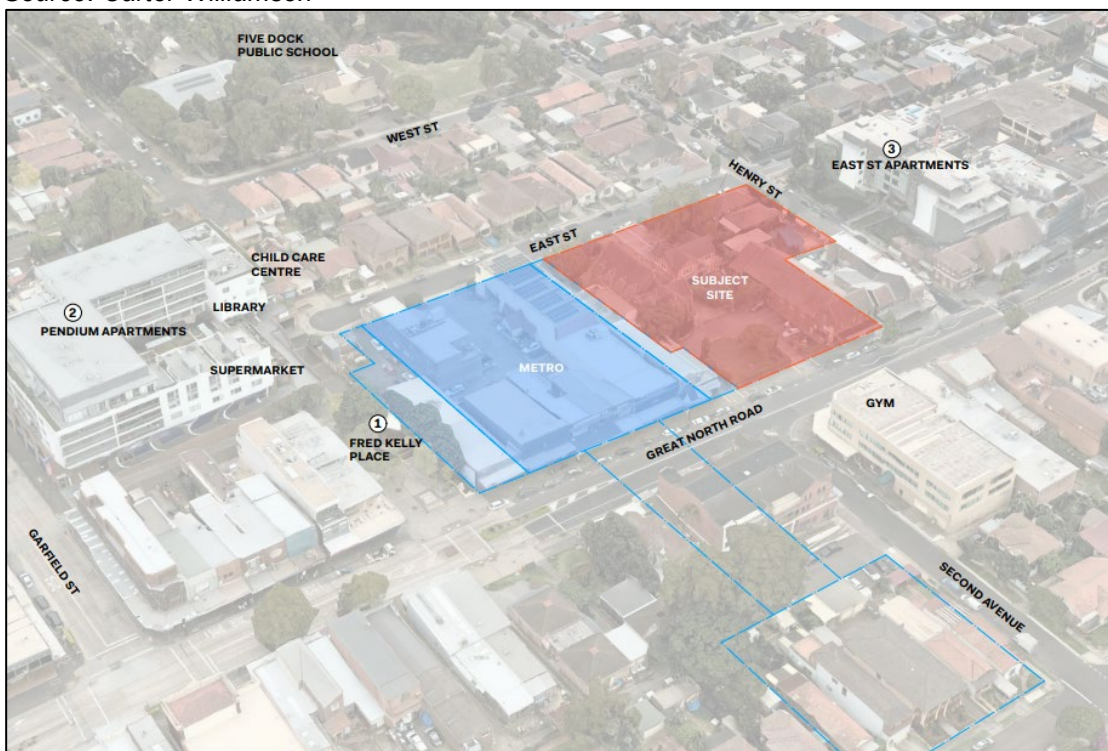 Source: Carter Williamson
FIVE DOCK
PUBLIC SCHOOL
WEST ST
3
EAST ST APARTMENTS
HENRY ST
EAST ST
CHILD CARE
CENTRE
SUBJECT
SITE
LIBRARY
2
PENDIUM APARTMENTS
SUPERMARKET
METRO
GYM
1
FRED KELLY
PLACE
GREAT NORTH ROAD
GARFIELD ST
SECOND AVENUE